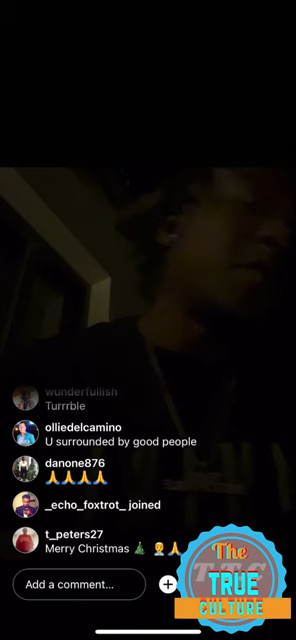 wunderfullish
Turrrble
olliedelcamino
U surrounded by good people
danone876
🙏🙏🙏🙏
_echo_foxtrot_ joined
t_peters27
Merry Christmas 🎄 🤶 🙏
Add a comment...
The
TRUE
CULTURE